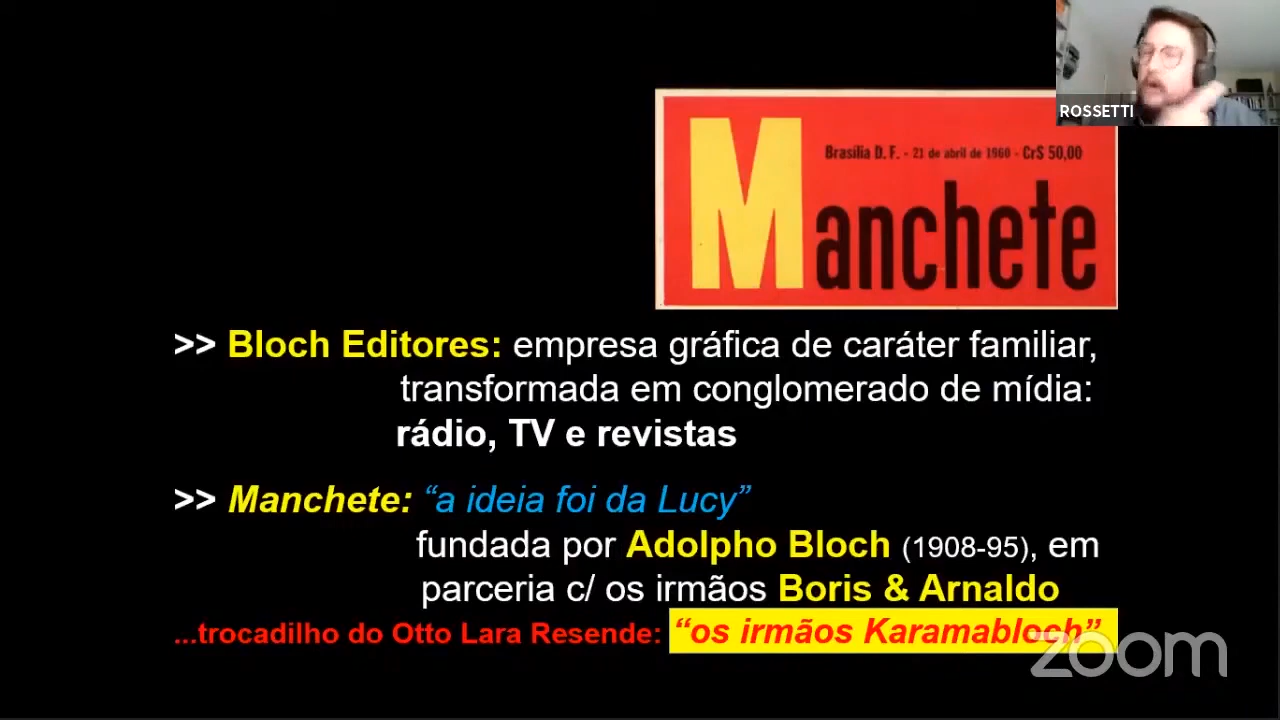 ROSSETTI
Brasília D. F. - 21 de abril de 1960 - Cr$ 50,00
Manchete
>> Bloch Editores: empresa gráfica de caráter familiar,
transformada em conglomerado de mídia:
rádio, TV e revistas
>> Manchete: “a ideia foi da Lucy”
fundada por Adolpho Bloch (1908-95), em
parceria c/ os irmãos Boris & Arnaldo
...trocadilho do Otto Lara Resende: “os irmãos Karamabloch”
zoom